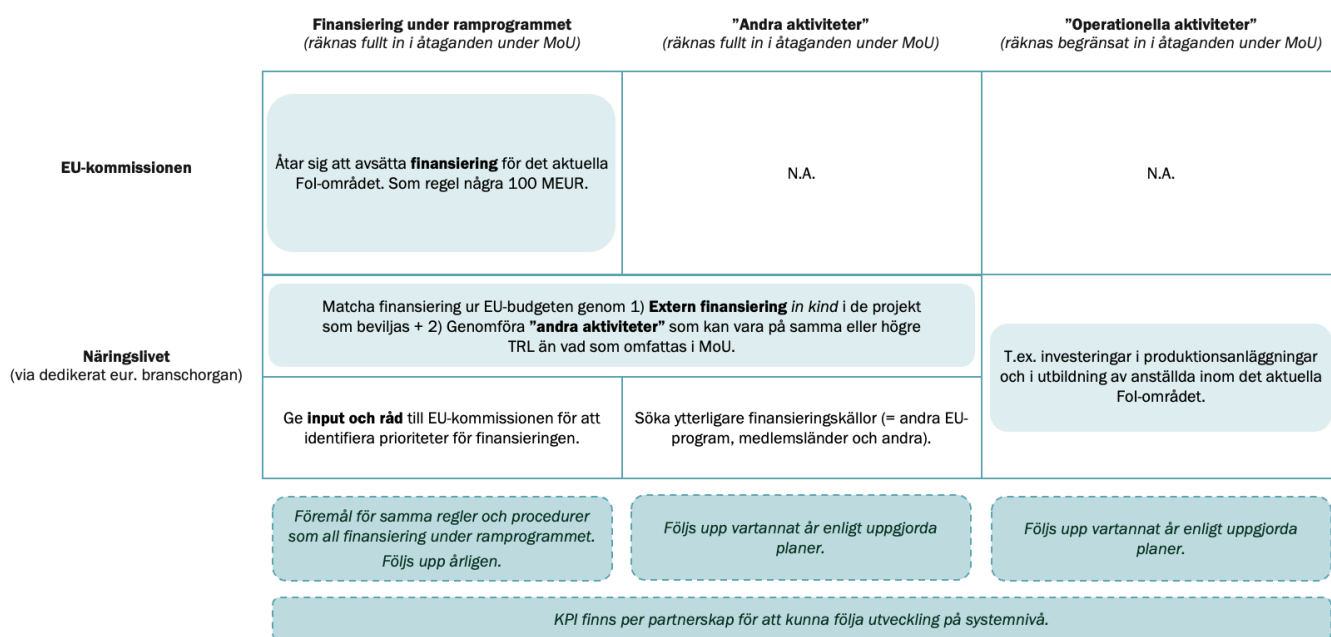 Finansiering under ramprogrammet
(räknas fullt in i åtaganden under MoU)
”Andra aktiviteter”
(räknas fullt in i åtaganden under MoU)
”Operationella aktiviteter”
(räknas begränsat in i åtaganden under MoU)
EU-kommissionen
Åtar sig att avsätta finansiering för det aktuella
FoI-området. Som regel några 100 MEUR.
N.A.
N.A.
Näringslivet
(via dedikerat eur. branschorgan)
Matcha finansiering ur EU-budgeten genom 1) Extern finansiering in kind i de projekt
som beviljas + 2) Genomföra ”andra aktiviteter” som kan vara på samma eller högre
TRL än vad som omfattas i MoU.
T.ex. investeringar i produktionsanläggningar
och i utbildning av anställda inom det aktuella
FoI-området.
Ge input och råd till EU-kommissionen för att
identifiera prioriteter för finansieringen.
Söka ytterligare finansieringskällor (= andra EU-
program, medlemsländer och andra).
Föremål för samma regler och procedurer
som all finansiering under ramprogrammet.
Följs upp årligen.
Följs upp vartannat år enligt uppgjorda
planer.
Följs upp vartannat år enligt uppgjorda
planer.
KPI finns per partnerskap för att kunna följa utveckling på systemnivå.